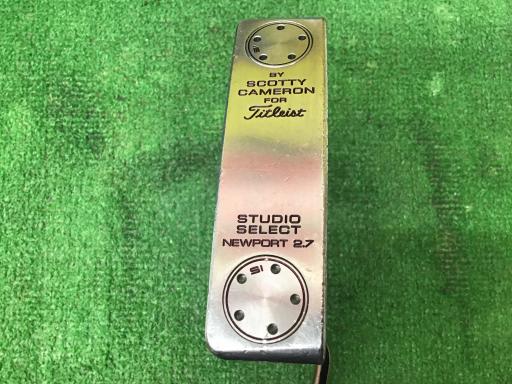 BY
SCOTTY
CAMERON
FOR
Titleist
STUDIO
SELECT
NEWPORT 2.7